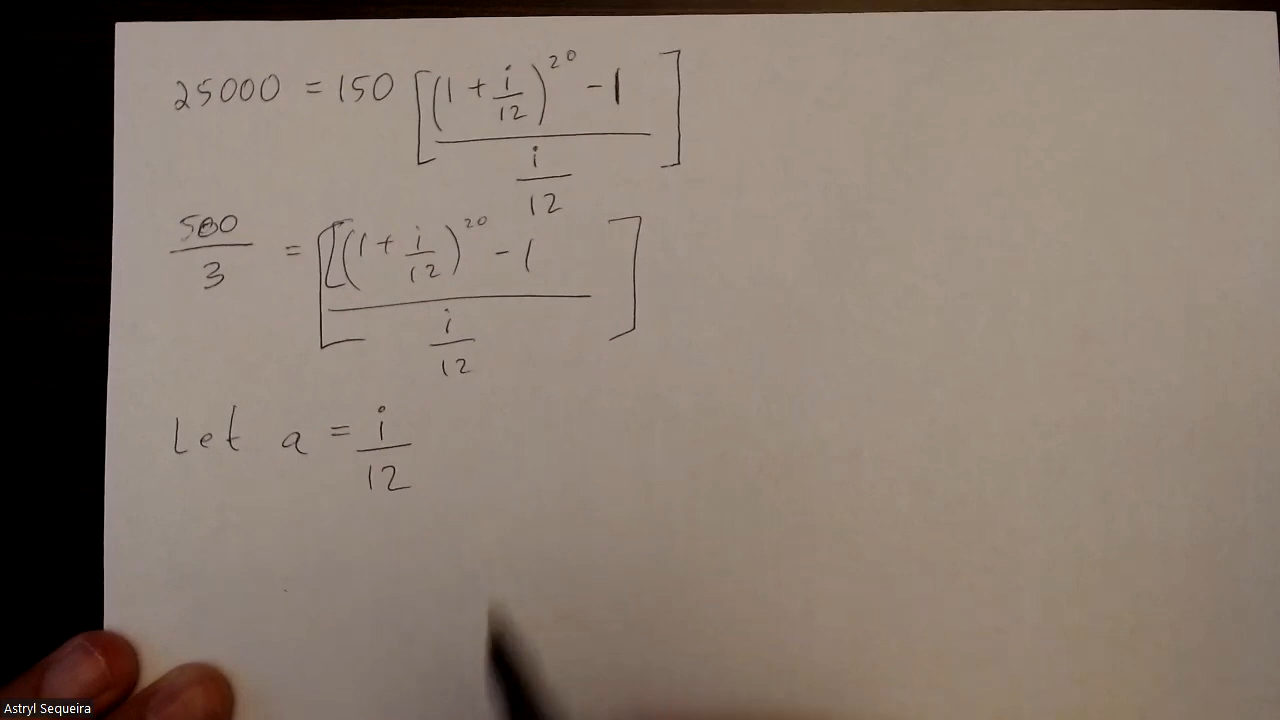 25000 = 150 [((1 + i/12)^20 - 1)/(i/12)]
500/3 = [[((1 + i/12)^20 - 1)/(i/12)]
Let a = i/12
Astryl Sequeira